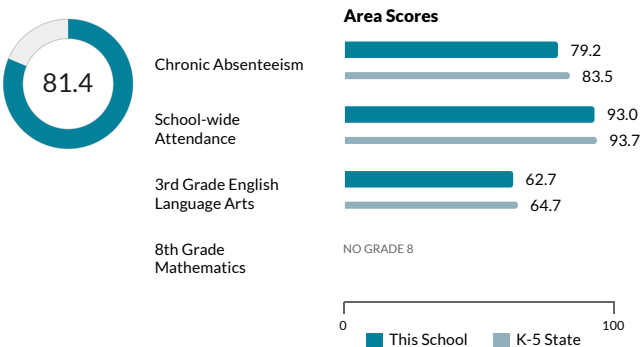 Area Scores
81.4
Chronic Absenteeism
79.2
83.5
School-wide
Attendance
93.0
93.7
3rd Grade English
Language Arts
62.7
64.7
8th Grade
Mathematics
NO GRADE 8
0
100
This School
K-5 State